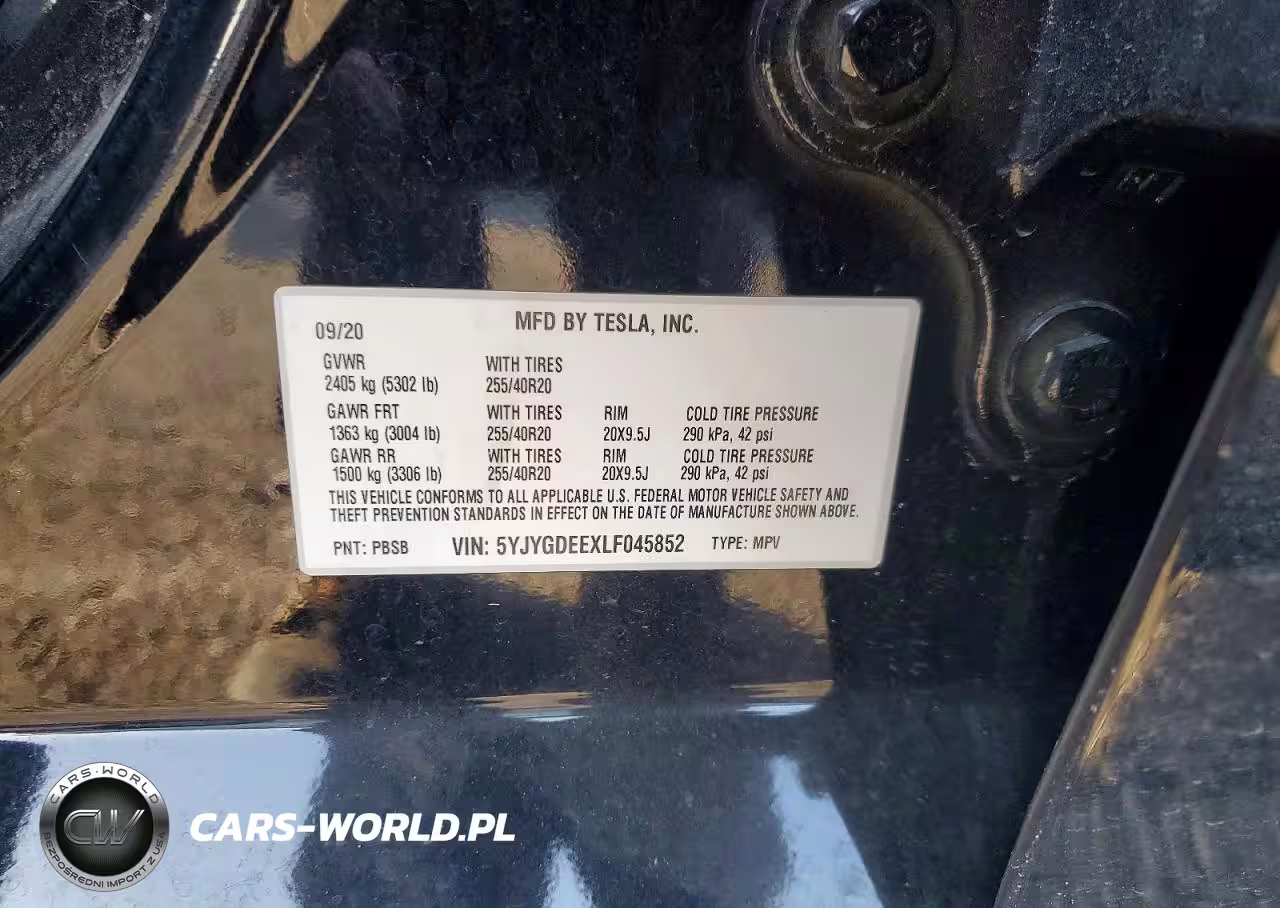 09/20 MFD BY TESLA, INC.
GVWR WITH TIRES
2405 kg (5302 lb) 255/40R20
GAWR FRT WITH TIRES RIM COLD TIRE PRESSURE
1363 kg (3004 lb) 255/40R20 20X9.5J 290 kPa, 42 psi
GAWR RR WITH TIRES RIM COLD TIRE PRESSURE
1500 kg (3306 lb) 255/40R20 20X9.5J 290 kPa, 42 psi
THIS VEHICLE CONFORMS TO ALL APPLICABLE U.S. FEDERAL MOTOR VEHICLE SAFETY AND
THEFT PREVENTION STANDARDS IN EFFECT ON THE DATE OF MANUFACTURE SHOWN ABOVE.
PNT: PBSB VIN: 5YJYGDEEXLF045852 TYPE: MPV
CARS-WORLD
CW
BEZPOŚREDNI IMPORT Z USA
CARS-WORLD.PL